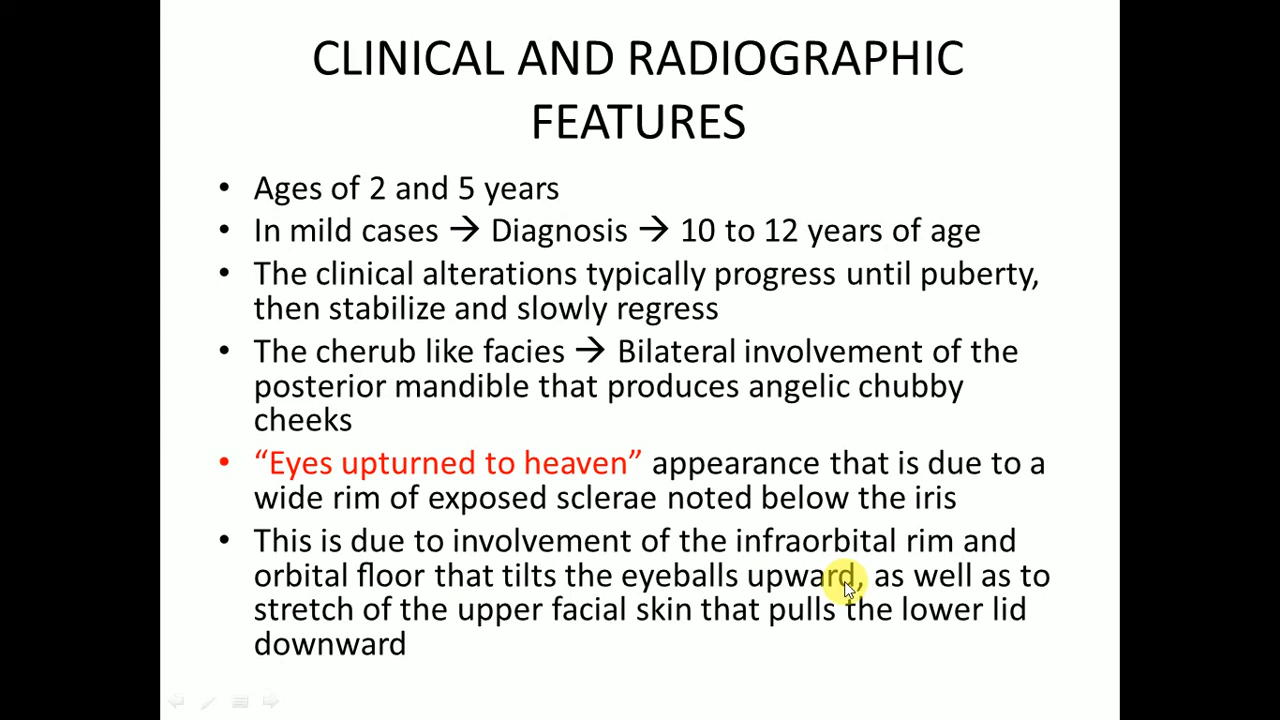 CLINICAL AND RADIOGRAPHIC
FEATURES
• Ages of 2 and 5 years
• In mild cases → Diagnosis → 10 to 12 years of age
• The clinical alterations typically progress until puberty,
then stabilize and slowly regress
• The cherub like facies → Bilateral involvement of the
posterior mandible that produces angelic chubby
cheeks
• “Eyes upturned to heaven” appearance that is due to a
wide rim of exposed sclerae noted below the iris
• This is due to involvement of the infraorbital rim and
orbital floor that tilts the eyeballs upward, as well as to
stretch of the upper facial skin that pulls the lower lid
downward